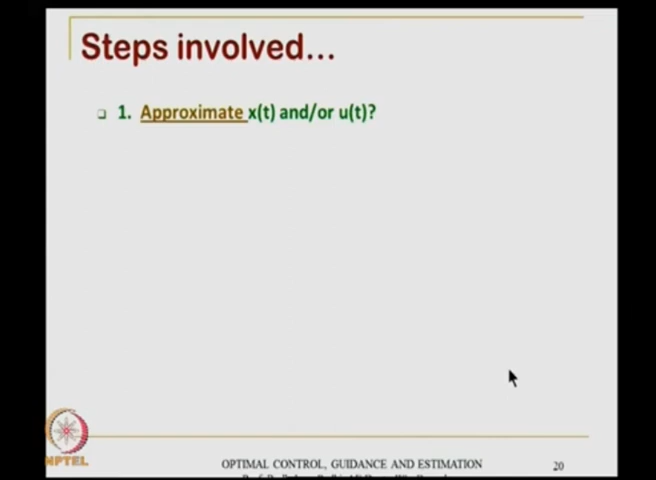 Steps involved...
1. Approximate x(t) and/or u(t)?
NPTEL
OPTIMAL CONTROL, GUIDANCE AND ESTIMATION
20